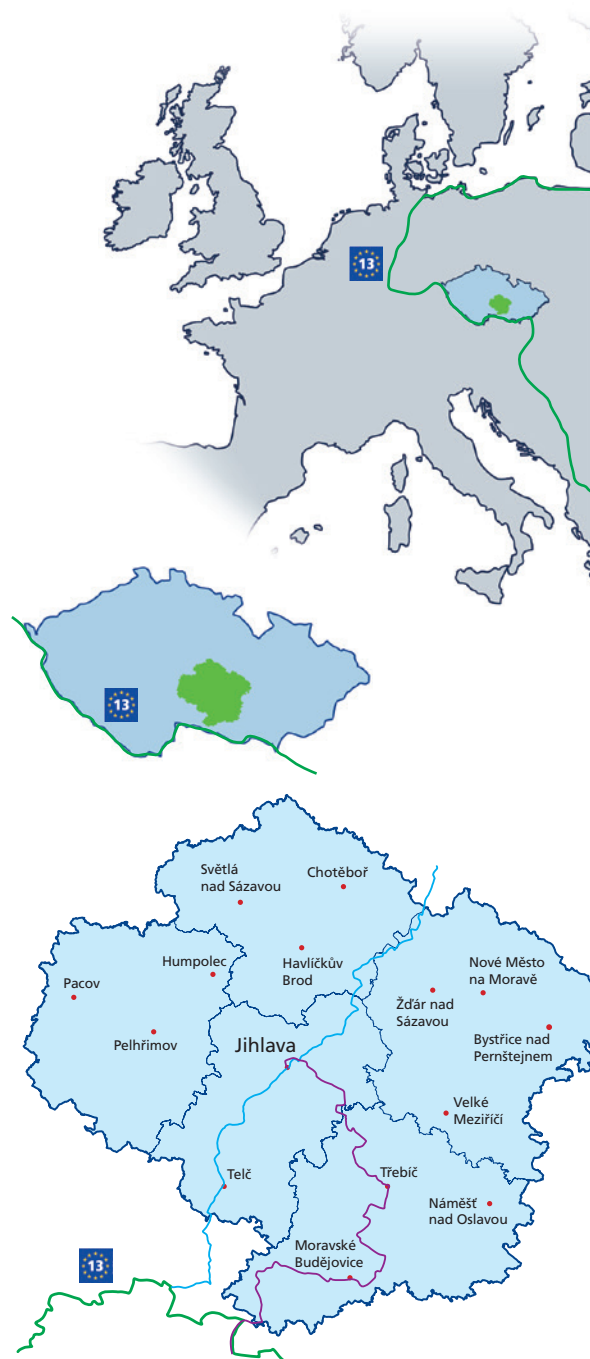 13
13
Světlá
nad Sázavou
Chotěboř
Humpolec
Havlíčkův
Brod
Nové Město
na Moravě
Pacov
Žďár nad
Sázavou
Pelhřimov
Bystřice nad
Pernštejnem
Jihlava
Velké
Meziříčí
Telč
Třebíč
Náměšť
nad Oslavou
Moravské
Budějovice
13